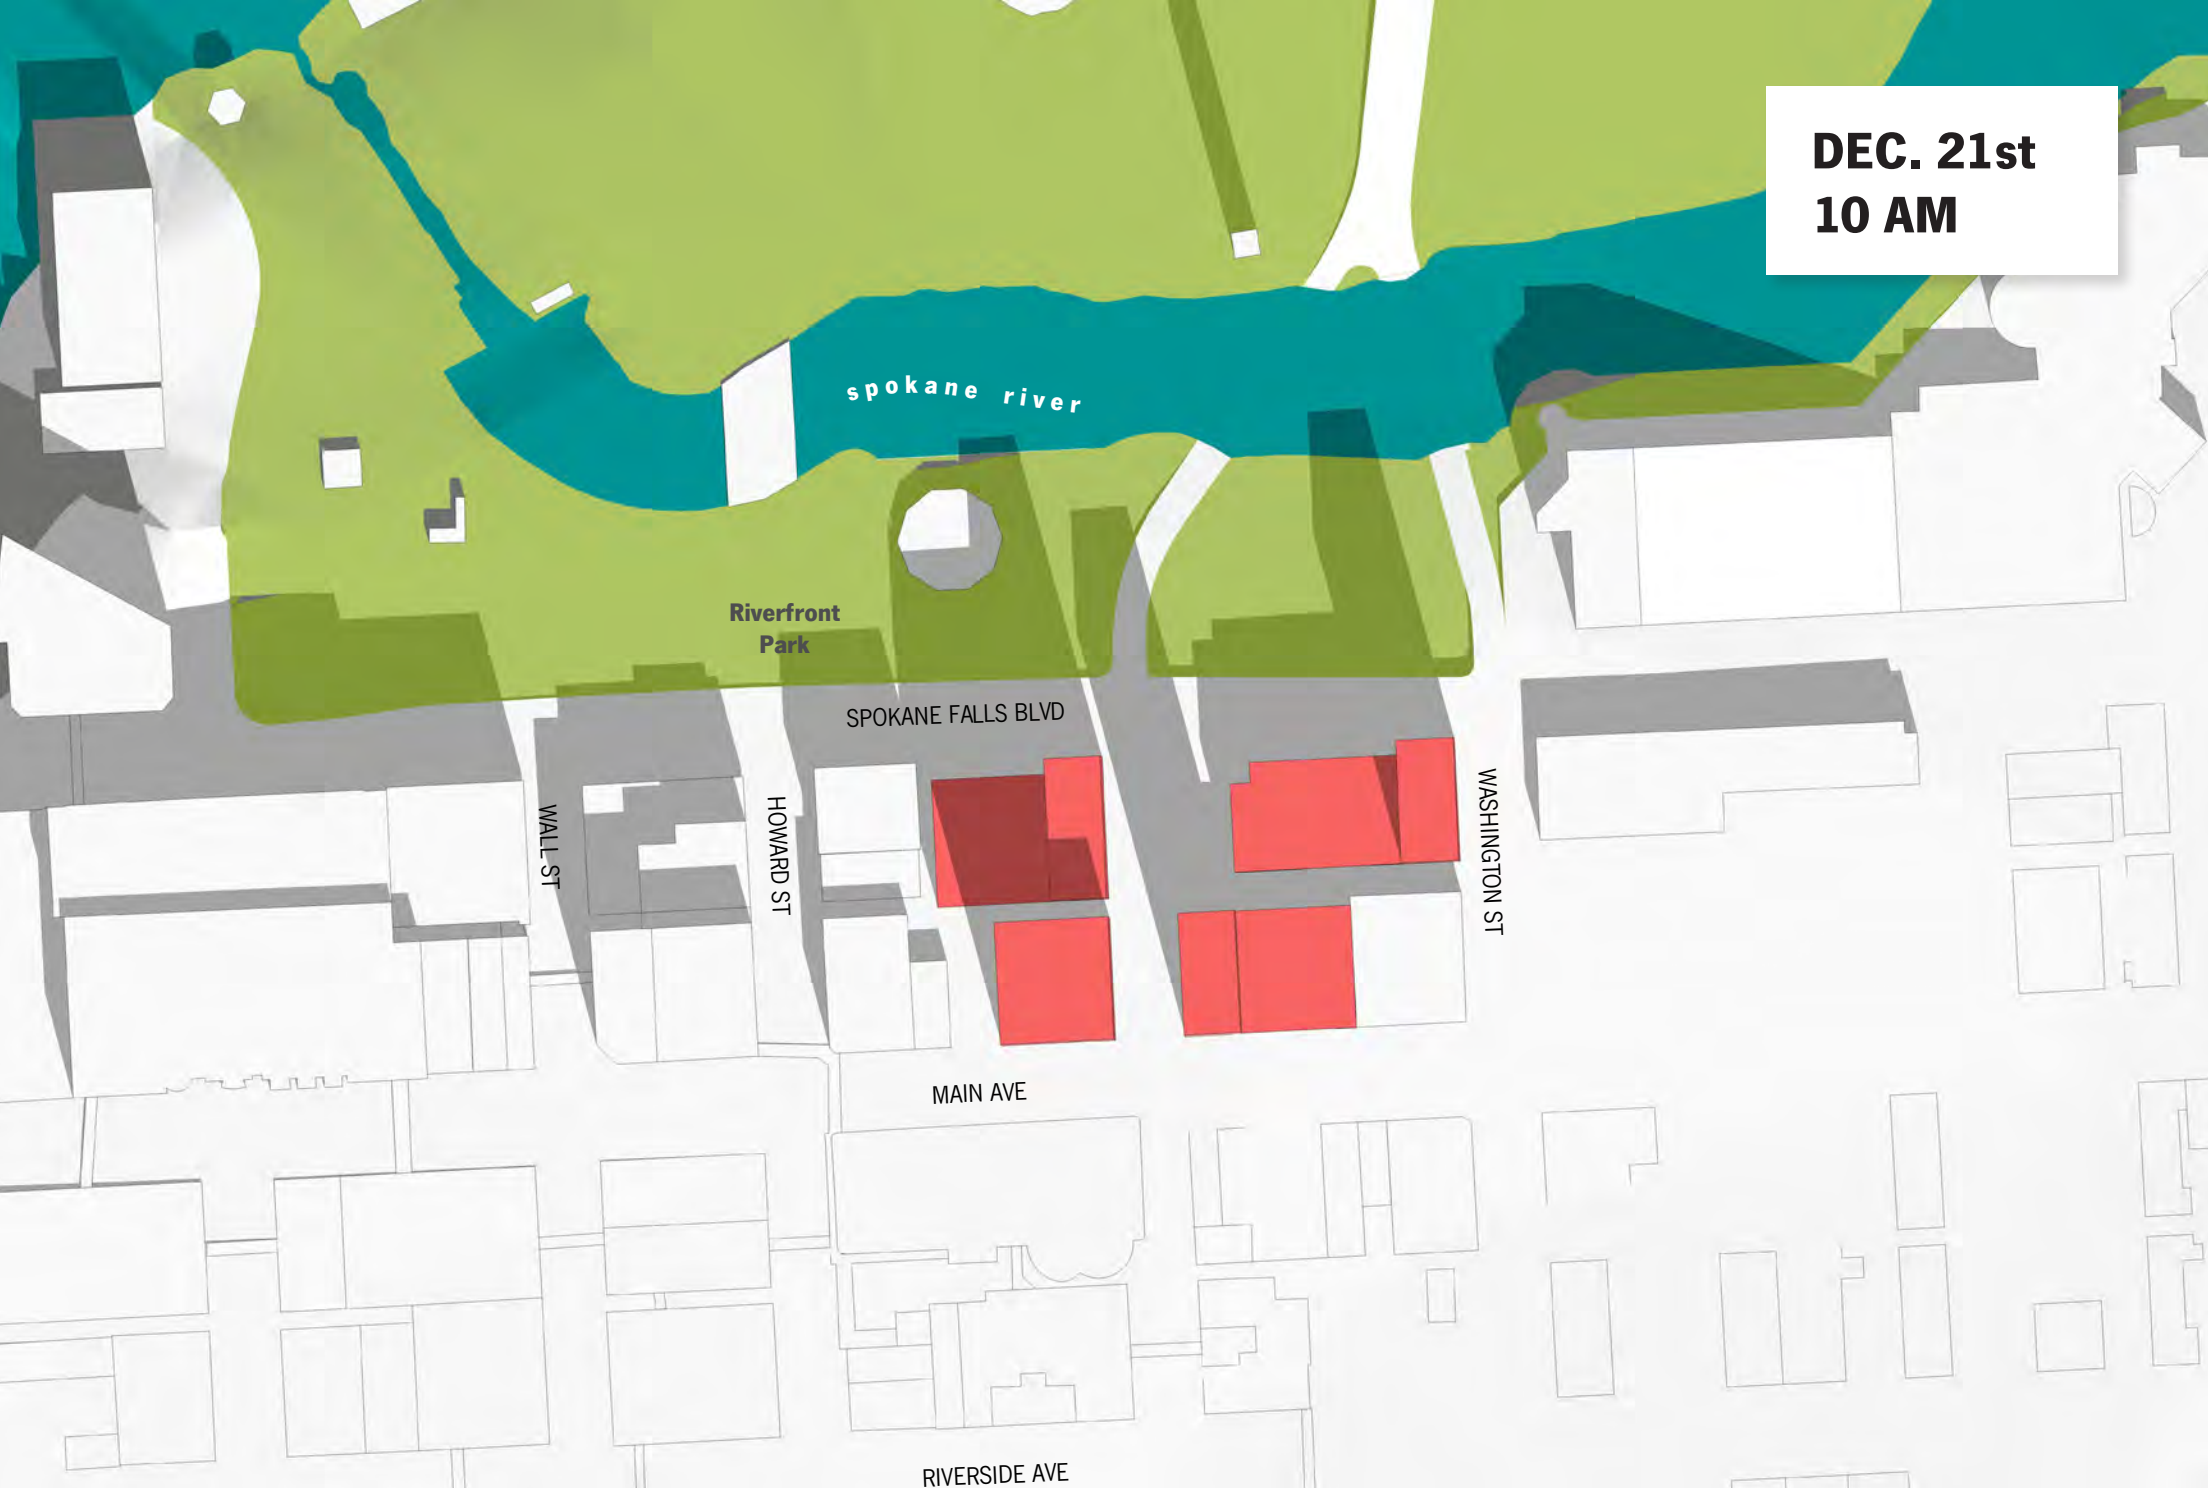 DEC. 21st
10 AM
spokane river
Riverfront
Park
SPOKANE FALLS BLVD
WALL ST
HOWARD ST
WASHINGTON ST
MAIN AVE
RIVERSIDE AVE